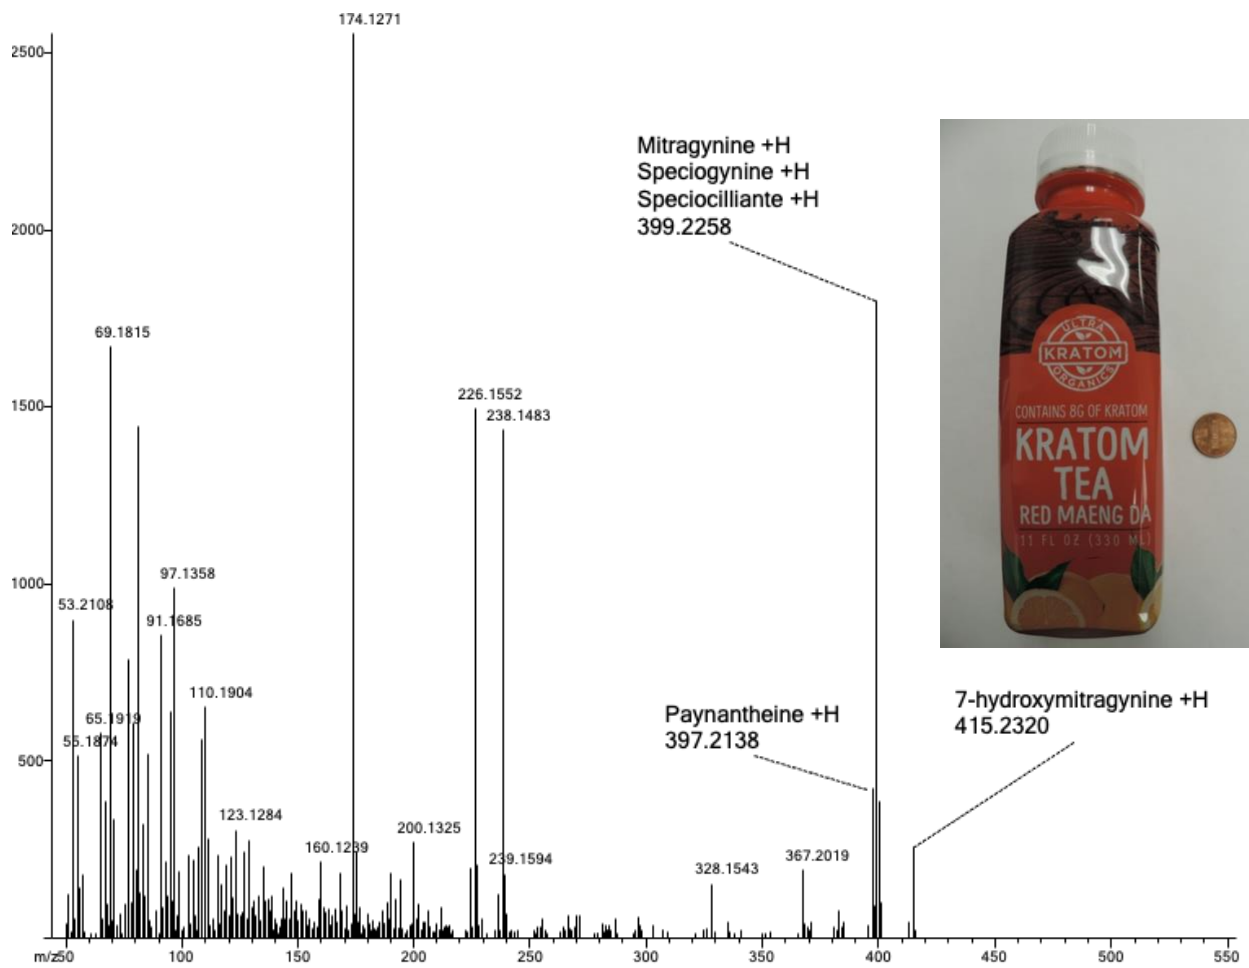 174.1271
2500
Mitragynine +H
Speciogynine +H
Speciocilliante +H
399.2258
2000
69.1815
1500
226.1552
238.1483
1000
97.1358
53.2108
91.1685
110.1904
65.1919
55.1874
500
123.1284
160.1239
200.1325
239.1594
328.1543
367.2019
Paynantheine +H
397.2138
7-hydroxymitragynine +H
415.2320
m/z
50
100
150
200
250
300
350
400
450
500
550
ULTRA
KRATOM
ORGANICS
CONTAINS 8G OF KRATOM
KRATOM
TEA
RED MAENG DA
11 FL OZ (330 ML)